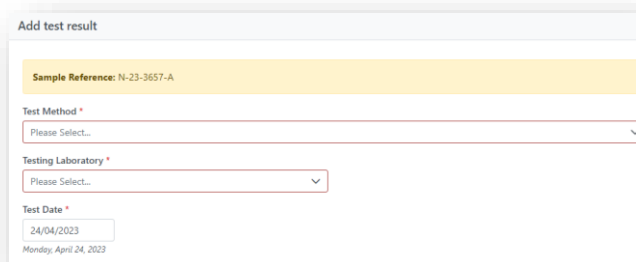 Add test result
Sample Reference: N-23-3657-A
Test Method *
Please Select...
Testing Laboratory *
Please Select...
Test Date *
24/04/2023
Monday, April 24, 2023